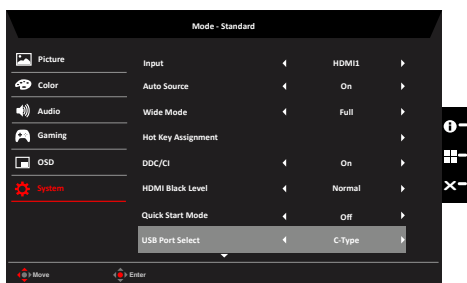 Mode - Standard
Picture
Color
Audio
Gaming
OSD
System
Input HDMI1
Auto Source On
Wide Mode Full
Hot Key Assignment
DDC/CI On
HDMI Black Level Normal
Quick Start Mode Off
USB Port Select C-Type
Move Enter